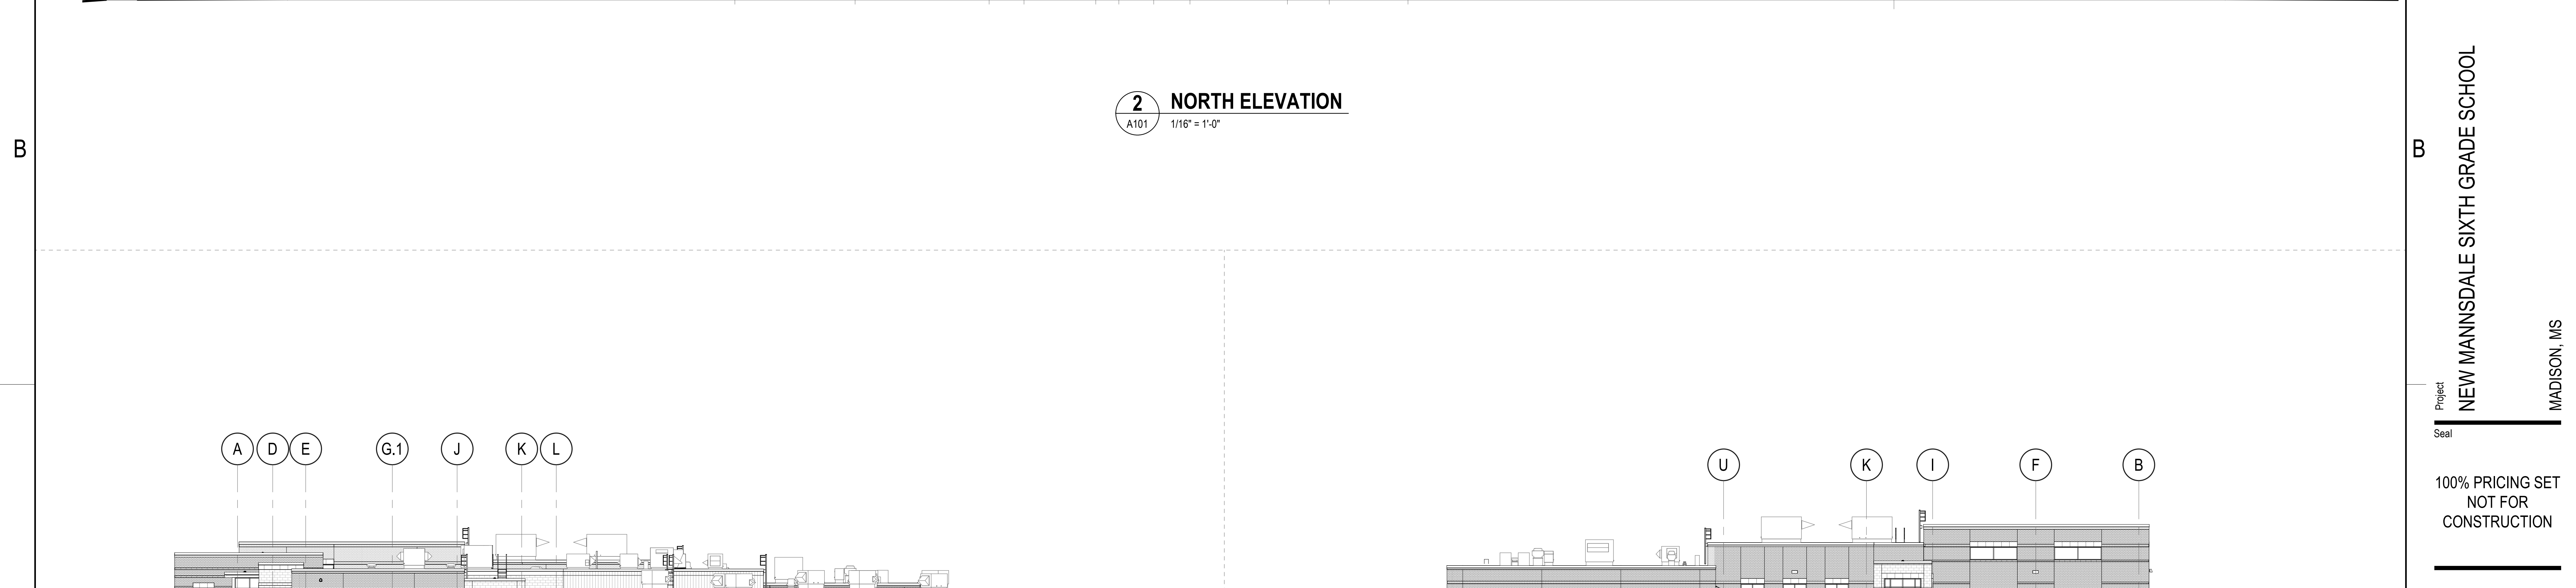 2 NORTH ELEVATION
A101 1/16" = 1'-0"
B
B
A D E G.1 J K L
U K I F B
Project
NEW MANNSDALE SIXTH GRADE SCHOOL
MADISON, MS
Seal
100% PRICING SET
NOT FOR
CONSTRUCTION